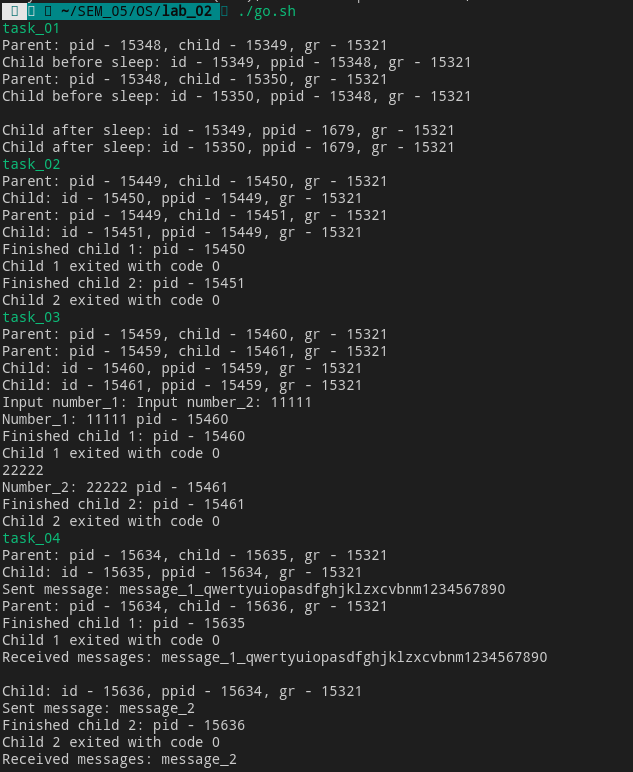 ~/SEM_05/OS/lab_02 ./go.sh
task_01
Parent: pid - 15348, child - 15349, gr - 15321
Child before sleep: id - 15349, ppid - 15348, gr - 15321
Parent: pid - 15348, child - 15350, gr - 15321
Child before sleep: id - 15350, ppid - 15348, gr - 15321
Child after sleep: id - 15349, ppid - 1679, gr - 15321
Child after sleep: id - 15350, ppid - 1679, gr - 15321
task_02
Parent: pid - 15449, child - 15450, gr - 15321
Child: id - 15450, ppid - 15449, gr - 15321
Parent: pid - 15449, child - 15451, gr - 15321
Child: id - 15451, ppid - 15449, gr - 15321
Finished child 1: pid - 15450
Child 1 exited with code 0
Finished child 2: pid - 15451
Child 2 exited with code 0
task_03
Parent: pid - 15459, child - 15460, gr - 15321
Parent: pid - 15459, child - 15461, gr - 15321
Child: id - 15460, ppid - 15459, gr - 15321
Child: id - 15461, ppid - 15459, gr - 15321
Input number_1: Input number_2: 11111
Number_1: 11111 pid - 15460
Finished child 1: pid - 15460
Child 1 exited with code 0
22222
Number_2: 22222 pid - 15461
Finished child 2: pid - 15461
Child 2 exited with code 0
task_04
Parent: pid - 15634, child - 15635, gr - 15321
Child: id - 15635, ppid - 15634, gr - 15321
Sent message: message_1_qwertyuiopasdfghjklzxcvbnm1234567890
Parent: pid - 15634, child - 15636, gr - 15321
Finished child 1: pid - 15635
Child 1 exited with code 0
Received messages: message_1_qwertyuiopasdfghjklzxcvbnm1234567890
Child: id - 15636, ppid - 15634, gr - 15321
Sent message: message_2
Finished child 2: pid - 15636
Child 2 exited with code 0
Received messages: message_2